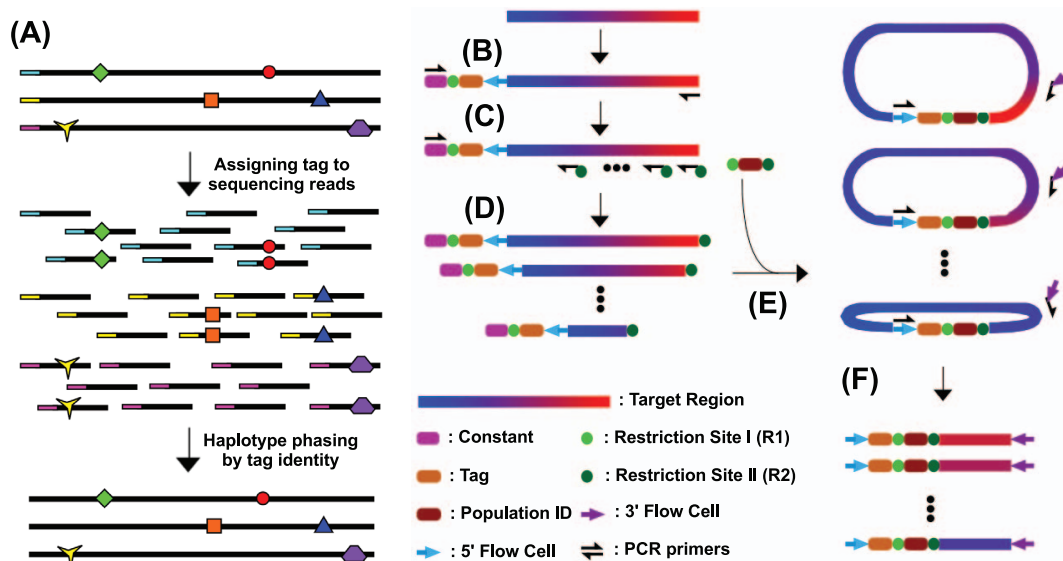 (A)
Assigning tag to
sequencing reads
Haplotype phasing
by tag identity
(B)
(C)
(D)
(E)
(F)
: Target Region
: Constant
: Restriction Site I (R1)
: Tag
: Restriction Site II (R2)
: Population ID
: 3' Flow Cell
: 5' Flow Cell
: PCR primers